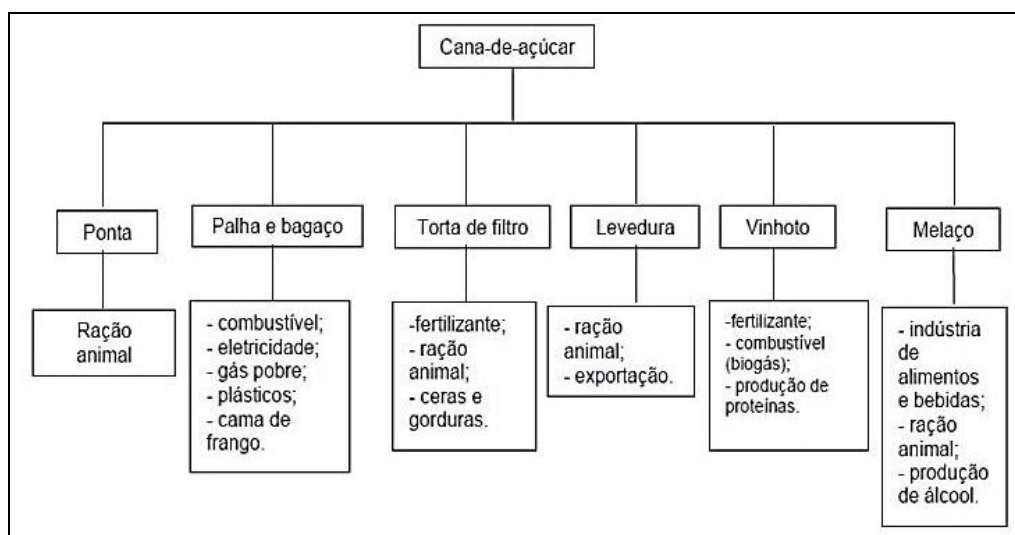 Cana-de-açúcar
Ponta
Palha e bagaço
Torta de filtro
Levedura
Vinhoto
Melaço
Ração
animal
- combustível;
- eletricidade;
- gás pobre;
- plásticos;
- cama de
frango.
-fertilizante;
- ração
animal;
- ceras e
gorduras.
- ração
animal;
- exportação.
-fertilizante;
- combustível
(biogás);
- produção de
proteínas.
- indústria
de
alimentos
e bebidas;
- ração
animal;
- produção
de álcool.